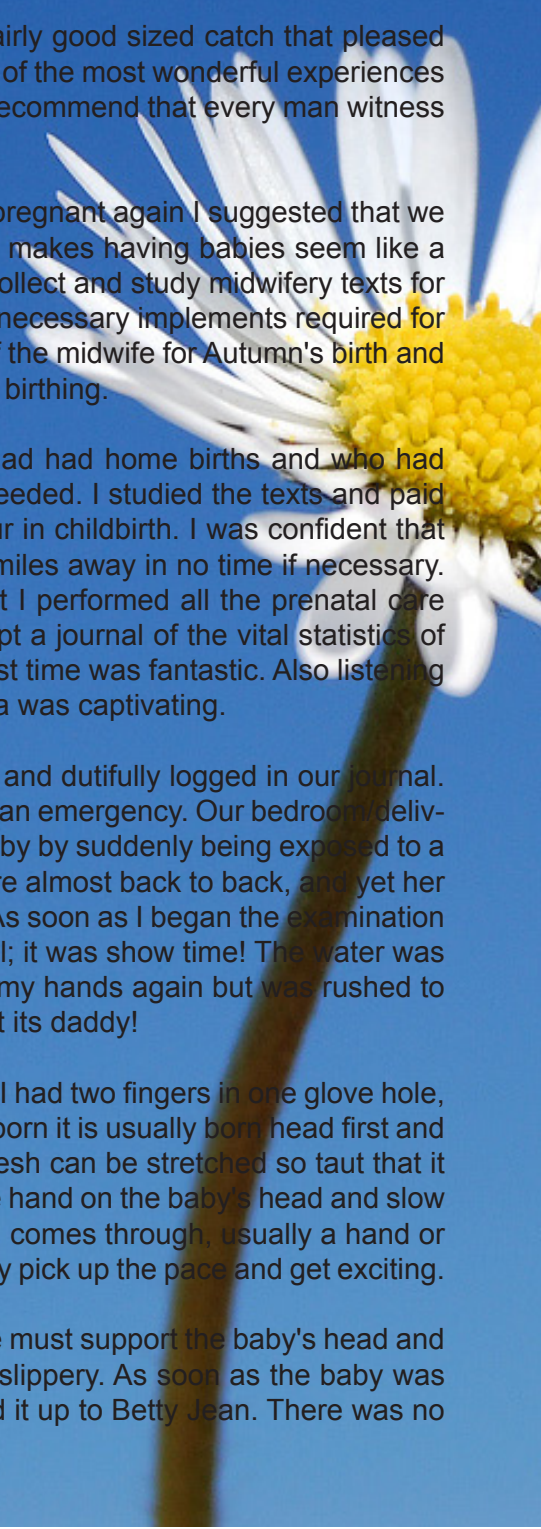 airly good sized catch that pleased
of the most wonderful experiences
ecommend that every man witness
pregnant again I suggested that we
makes having babies seem like a
ollect and study midwifery texts for
necessary implements required for
f the midwife for Autumn's birth and
birthing.
ad had home births and who had
eeded. I studied the texts and paid
ur in childbirth. I was confident that
miles away in no time if necessary.
t I performed all the prenatal care
pt a journal of the vital statistics of
st time was fantastic. Also listening
a was captivating.
and dutifully logged in our journal.
an emergency. Our bedroom/deliv-
by by suddenly being exposed to a
re almost back to back, and yet her
As soon as I began the examination
l; it was show time! The water was
my hands again but was rushed to
t its daddy!
I had two fingers in one glove hole,
born it is usually born head first and
esh can be stretched so taut that it
e hand on the baby's head and slow
comes through, usually a hand or
y pick up the pace and get exciting.
e must support the baby's head and
slippery. As soon as the baby was
d it up to Betty Jean. There was no